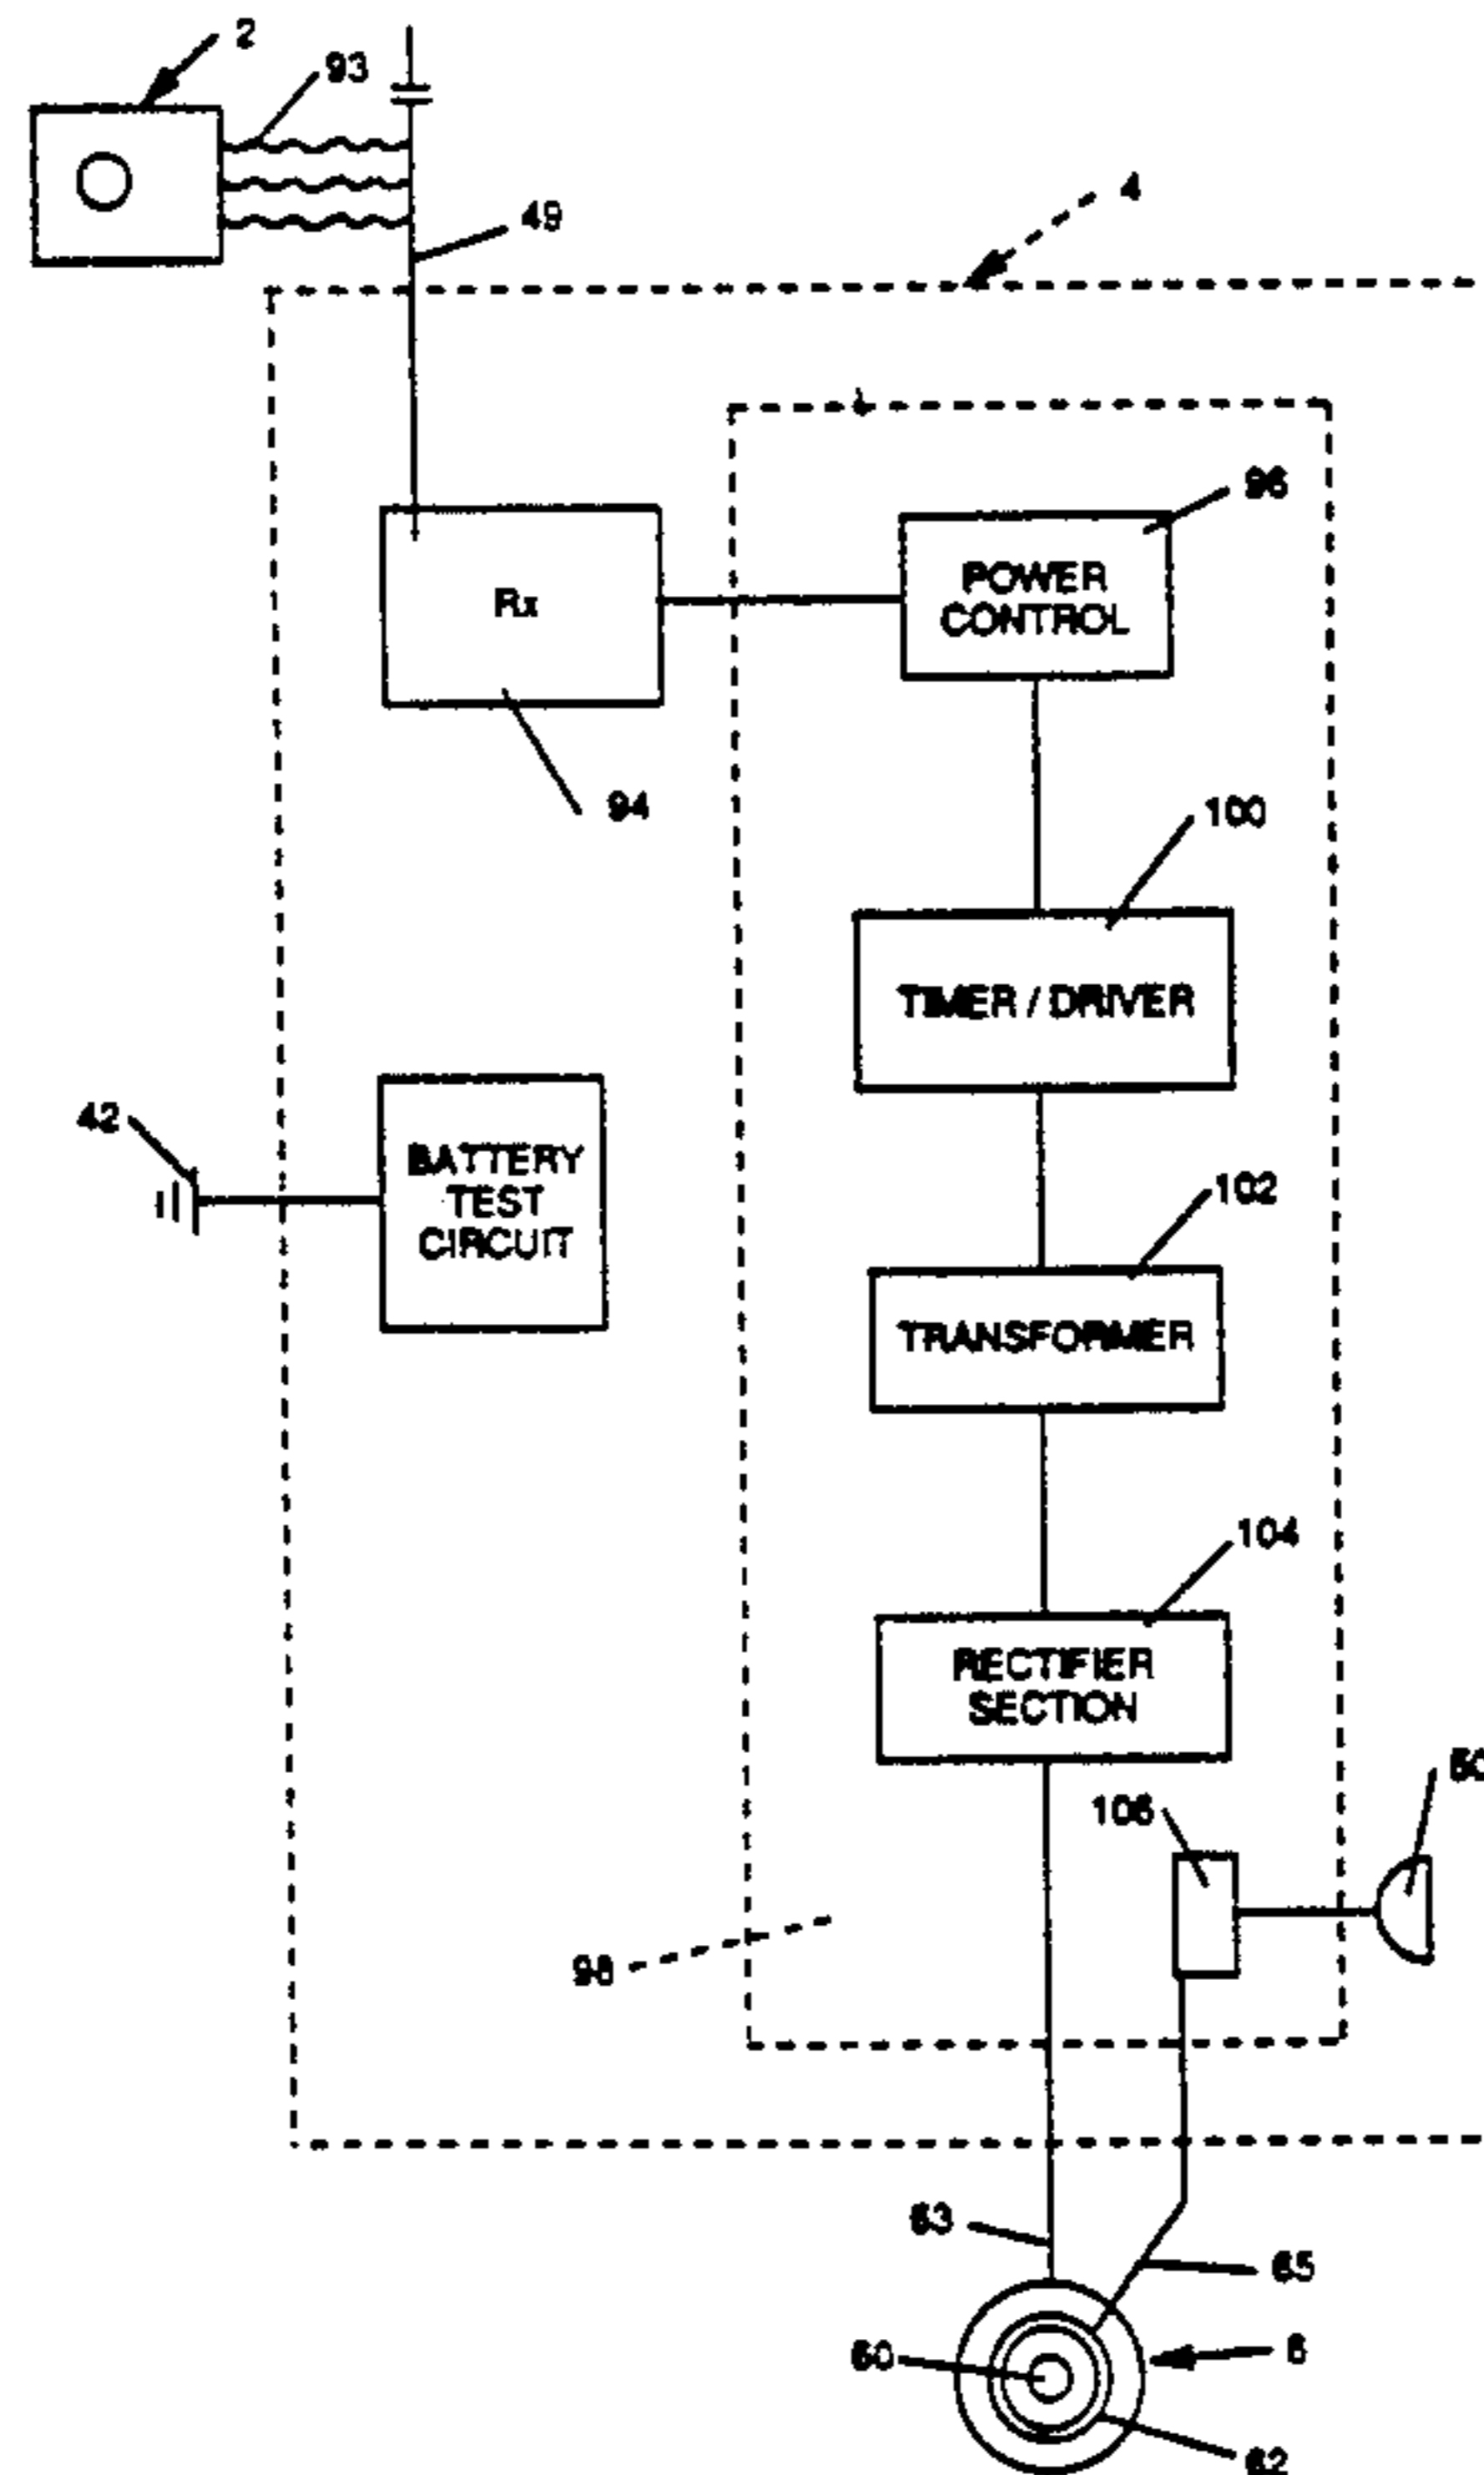 2
93
49
4
96
POWER
CONTROL
Rx
94
100
TIMER / DRIVER
42
BATTERY
TEST
CIRCUIT
102
TRANSFORMER
104
RECTIFIER
SECTION
106
98
63
65
60
6
62